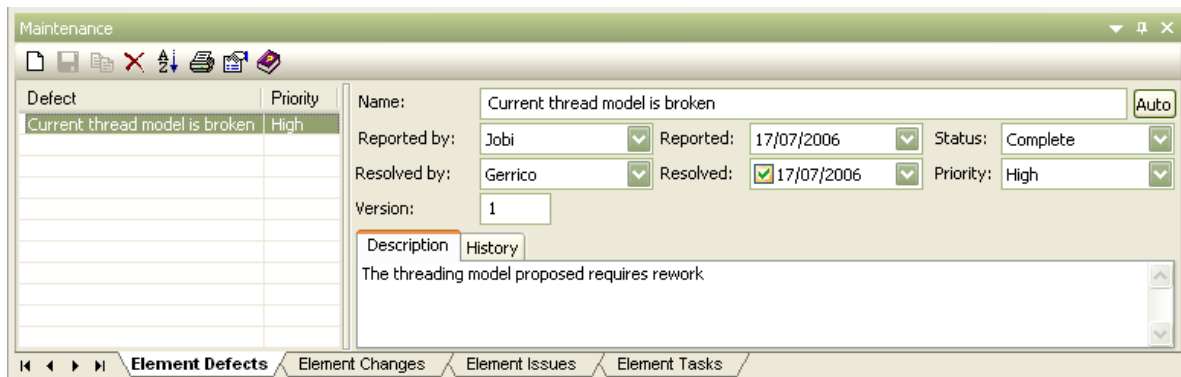 Maintenance
Defect Priority
Current thread model is broken High
Name: Current thread model is broken Auto
Reported by: Jobi Reported: 17/07/2006 Status: Complete
Resolved by: Gerrico Resolved: 17/07/2006 Priority: High
Version: 1
Description History
The threading model proposed requires rework
Element Defects Element Changes Element Issues Element Tasks